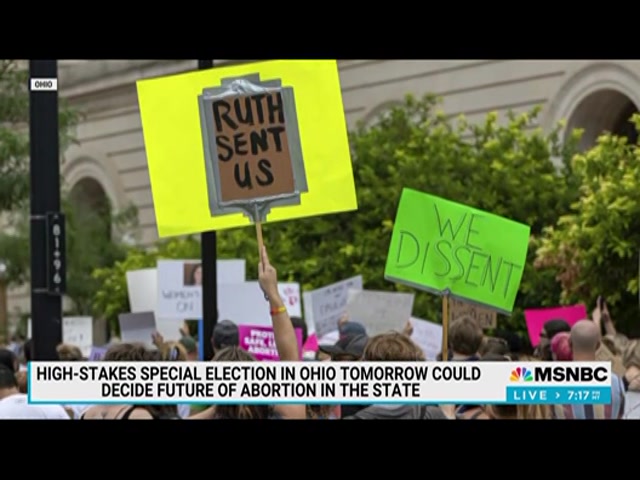 OHIO
RUTH
SENT
US
WE
DISSENT
HIGH-STAKES SPECIAL ELECTION IN OHIO TOMORROW COULD
DECIDE FUTURE OF ABORTION IN THE STATE
MSNBC
LIVE > 7:17